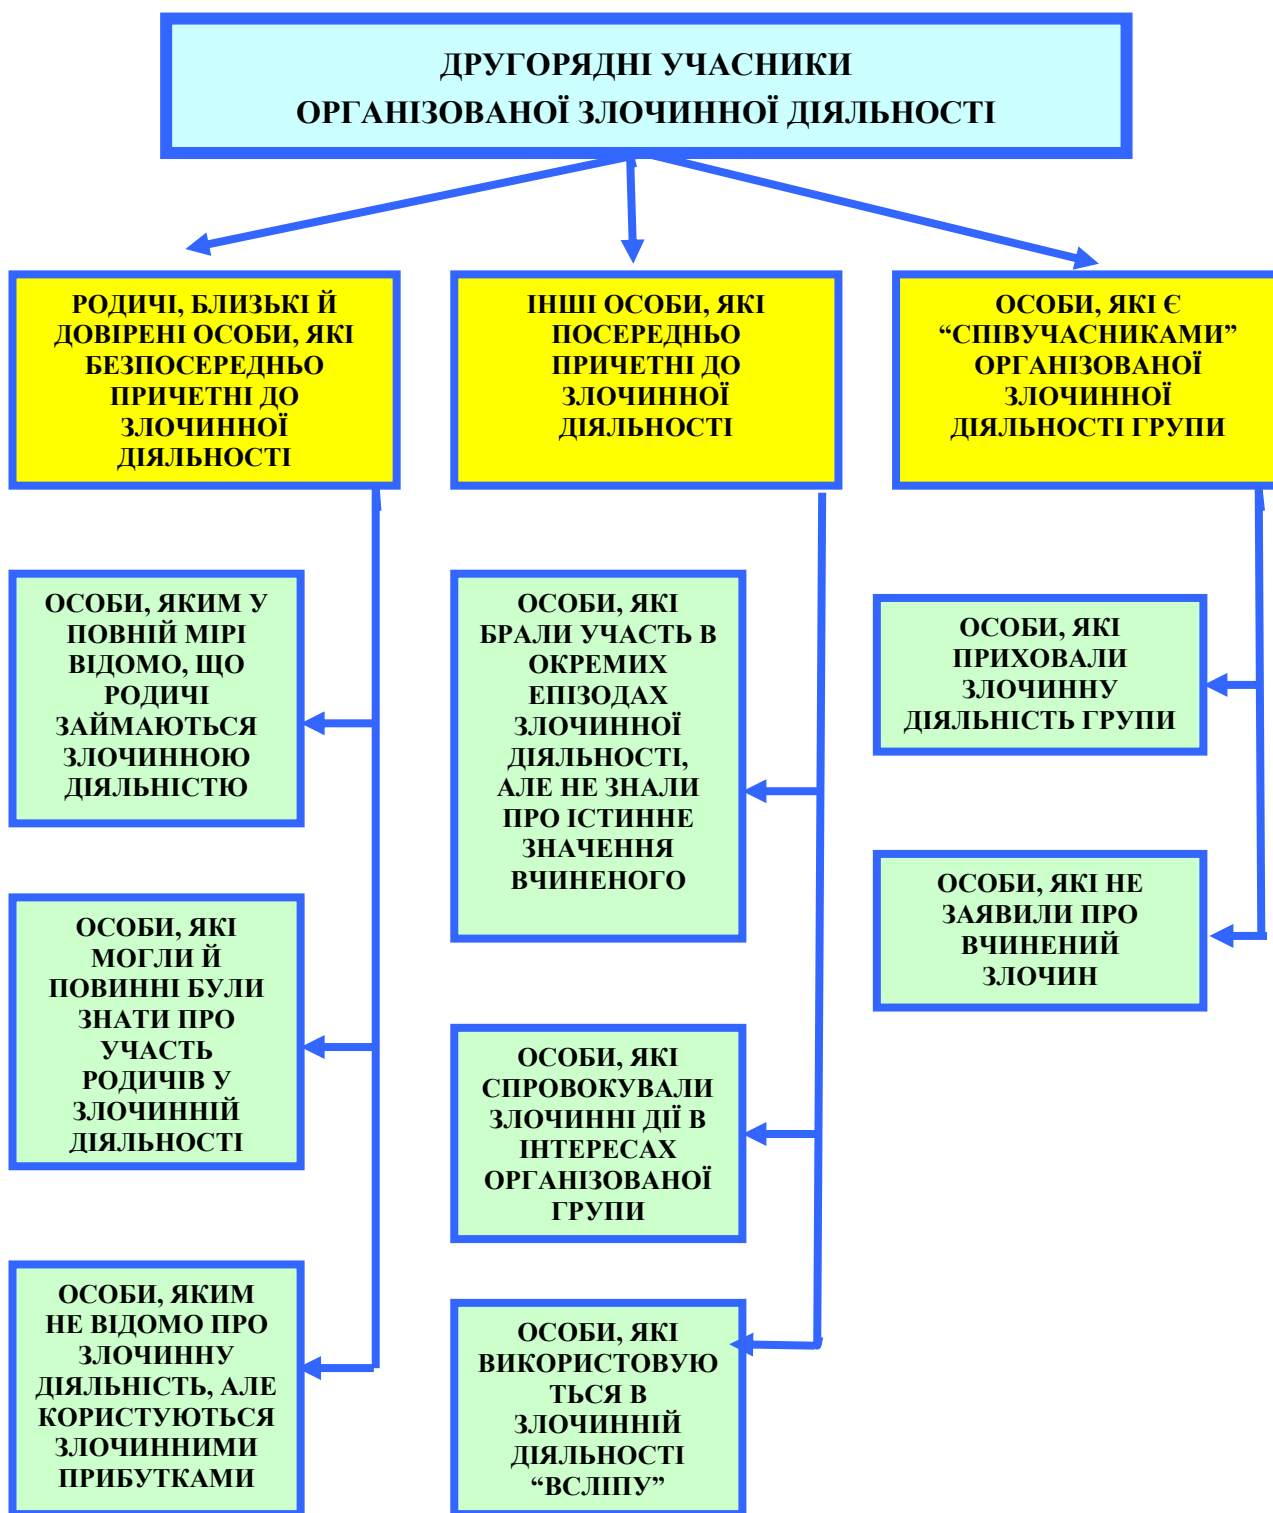 ДРУГОРЯДНІ УЧАСНИКИ
ОРГАНІЗОВАНОЇ ЗЛОЧИННОЇ ДІЯЛЬНОСТІ
РОДИЧІ, БЛИЗЬКІ Й
ДОВІРЕНІ ОСОБИ, ЯКІ
БЕЗПОСЕРЕДНЬО
ПРИЧЕТНІ ДО
ЗЛОЧИННОЇ
ДІЯЛЬНОСТІ
ІНШІ ОСОБИ, ЯКІ
ПОСЕРЕДНЬО
ПРИЧЕТНІ ДО
ЗЛОЧИННОЇ
ДІЯЛЬНОСТІ
ОСОБИ, ЯКІ Є
“СПІВУЧАСНИКАМИ”
ОРГАНІЗОВАНОЇ
ЗЛОЧИННОЇ
ДІЯЛЬНОСТІ ГРУПИ
ОСОБИ, ЯКИМ У
ПОВНІЙ МІРІ
ВІДОМО, ЩО
РОДИЧІ
ЗАЙМАЮТЬСЯ
ЗЛОЧИННОЮ
ДІЯЛЬНІСТЮ
ОСОБИ, ЯКІ
МОГЛИ Й
ПОВИННІ БУЛИ
ЗНАТИ ПРО
УЧАСТЬ
РОДИЧІВ У
ЗЛОЧИННІЙ
ДІЯЛЬНОСТІ
ОСОБИ, ЯКИМ
НЕ ВІДОМО ПРО
ЗЛОЧИННУ
ДІЯЛЬНІСТЬ, АЛЕ
КОРИСТУЮТЬСЯ
ЗЛОЧИННИМИ
ПРИБУТКАМИ
ОСОБИ, ЯКІ
БРАЛИ УЧАСТЬ В
ОКРЕМИХ
ЕПІЗОДАХ
ЗЛОЧИННОЇ
ДІЯЛЬНОСТІ,
АЛЕ НЕ ЗНАЛИ
ПРО ІСТИННЕ
ЗНАЧЕННЯ
ВЧИНЕНОГО
ОСОБИ, ЯКІ
СПРОВОКУВАЛИ
ЗЛОЧИННІ ДІЇ В
ІНТЕРЕСАХ
ОРГАНІЗОВАНОЇ
ГРУПИ
ОСОБИ, ЯКІ
ВИКОРИСТОВУЮ
ТЬСЯ В
ЗЛОЧИННІЙ
ДІЯЛЬНОСТІ
“ВСЛІПУ”
ОСОБИ, ЯКІ
ПРИХОВАЛИ
ЗЛОЧИННУ
ДІЯЛЬНІСТЬ ГРУПИ
ОСОБИ, ЯКІ НЕ
ЗАЯВИЛИ ПРО
ВЧИНЕНИЙ
ЗЛОЧИН